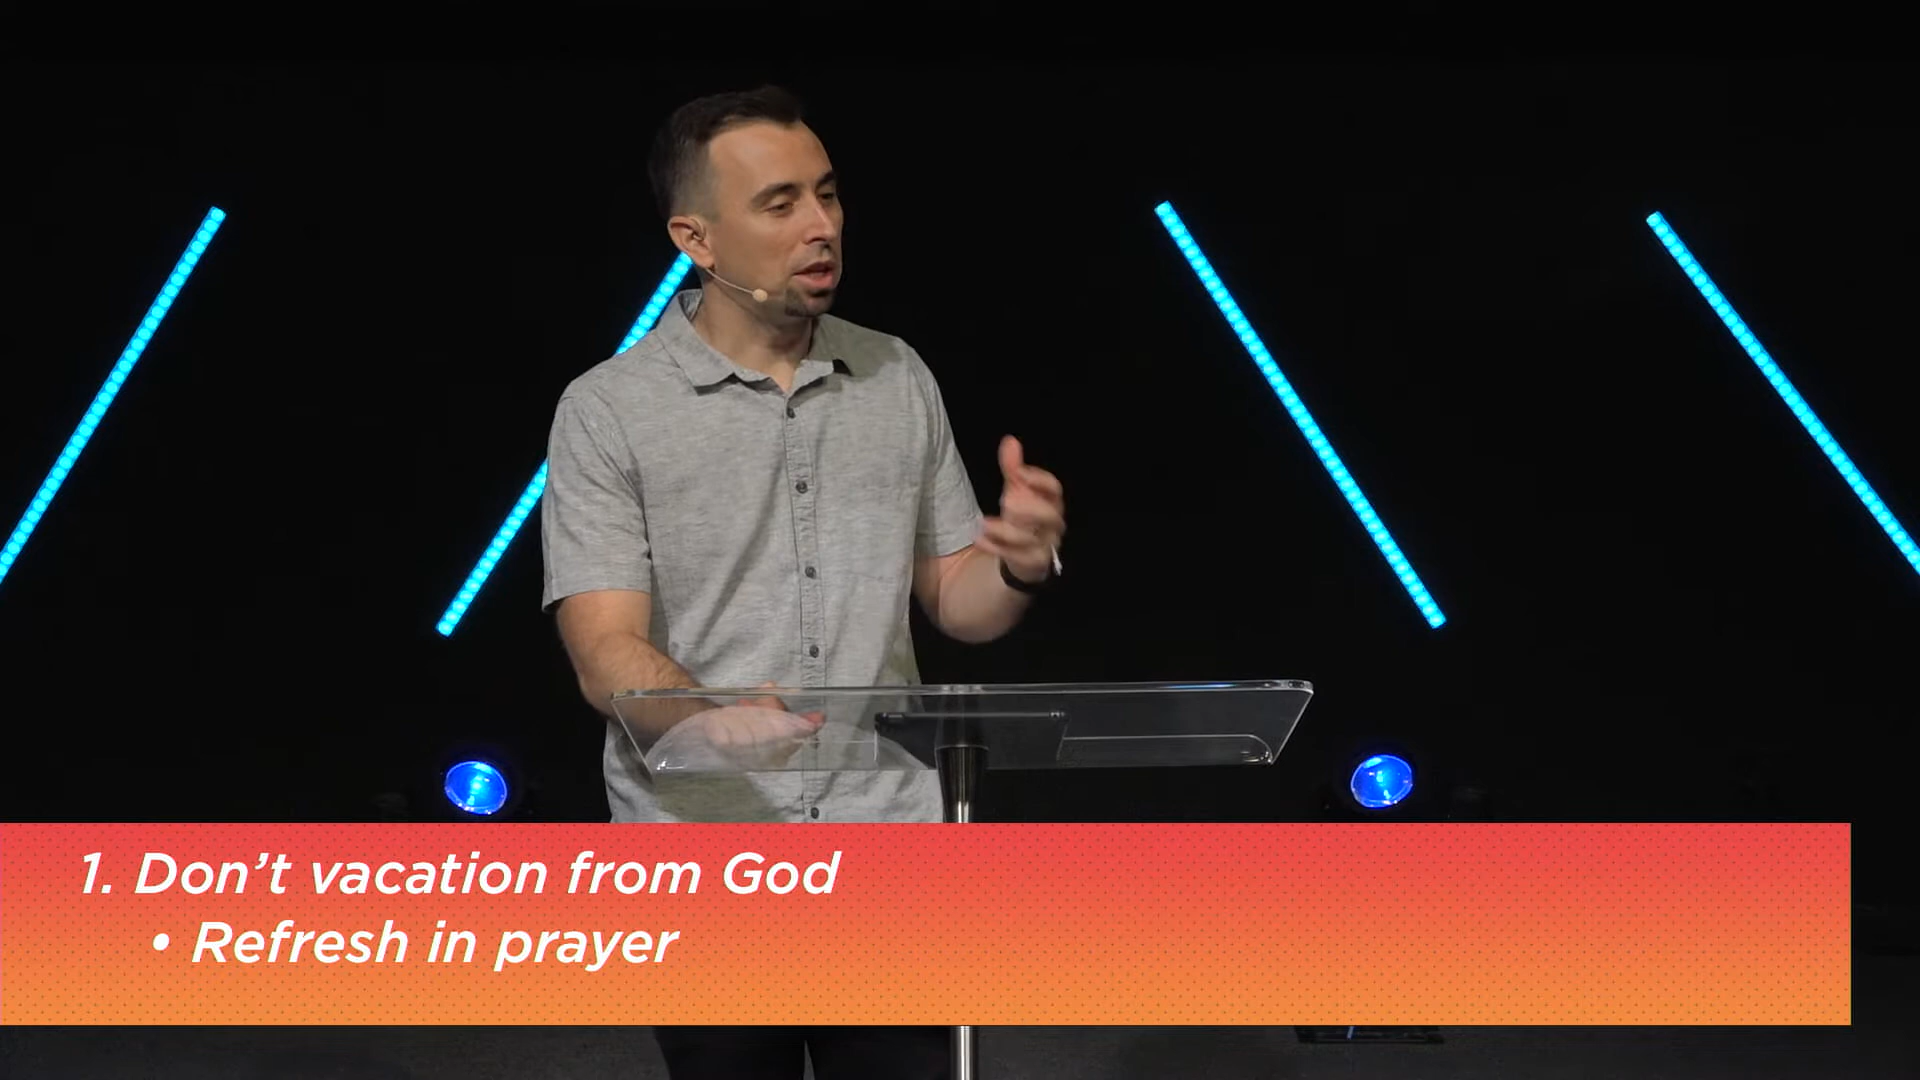 1. Don’t vacation from God
• Refresh in prayer